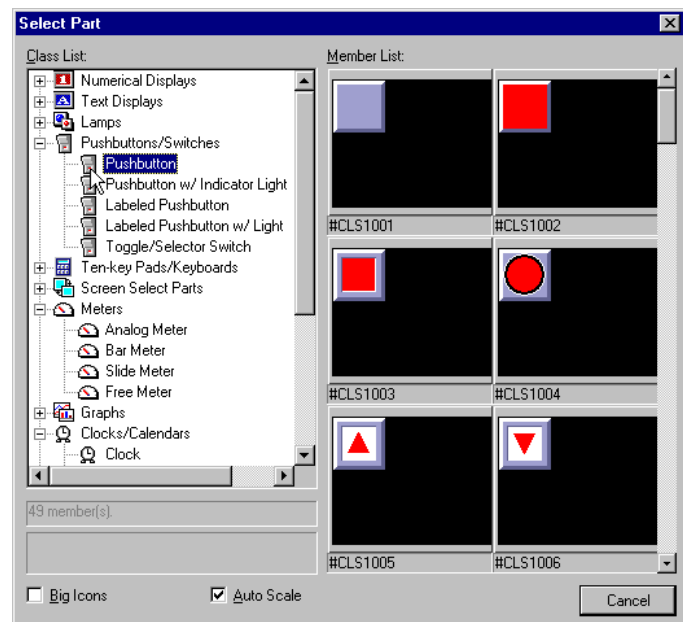 Select Part
Class List:
Member List:
1 Numerical Displays
A Text Displays
Lamps
Pushbuttons/Switches
Pushbutton
Pushbutton w/ Indicator Light
Labeled Pushbutton
Labeled Pushbutton w/ Light
Toggle/Selector Switch
Ten-key Pads/Keyboards
Screen Select Parts
Meters
Analog Meter
Bar Meter
Slide Meter
Free Meter
Graphs
Clocks/Calendars
Clock
#CLS1001 #CLS1002
#CLS1003 #CLS1004
#CLS1005 #CLS1006
49 member(s).
Big Icons
Auto Scale
Cancel